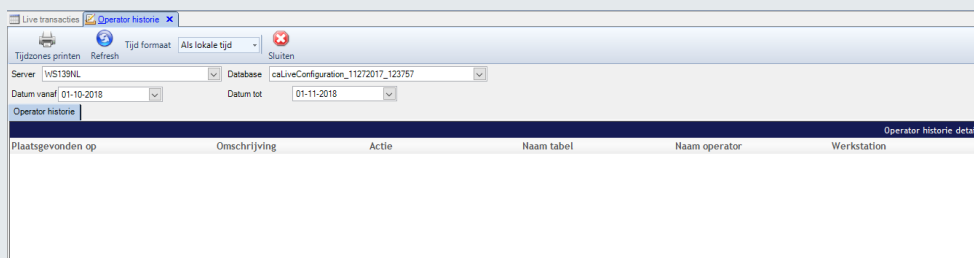 Live transacties Operator historie X
Tijdzones printen Refresh Tijd formaat Als lokale tijd Sluiten
Server WS139NL Database caLiveConfiguration_11272017_123757
Datum vanaf 01-10-2018 Datum tot 01-11-2018
Operator historie
Operator historie detai
Plaatsgevonden op Omschrijving Actie Naam tabel Naam operator Werkstation